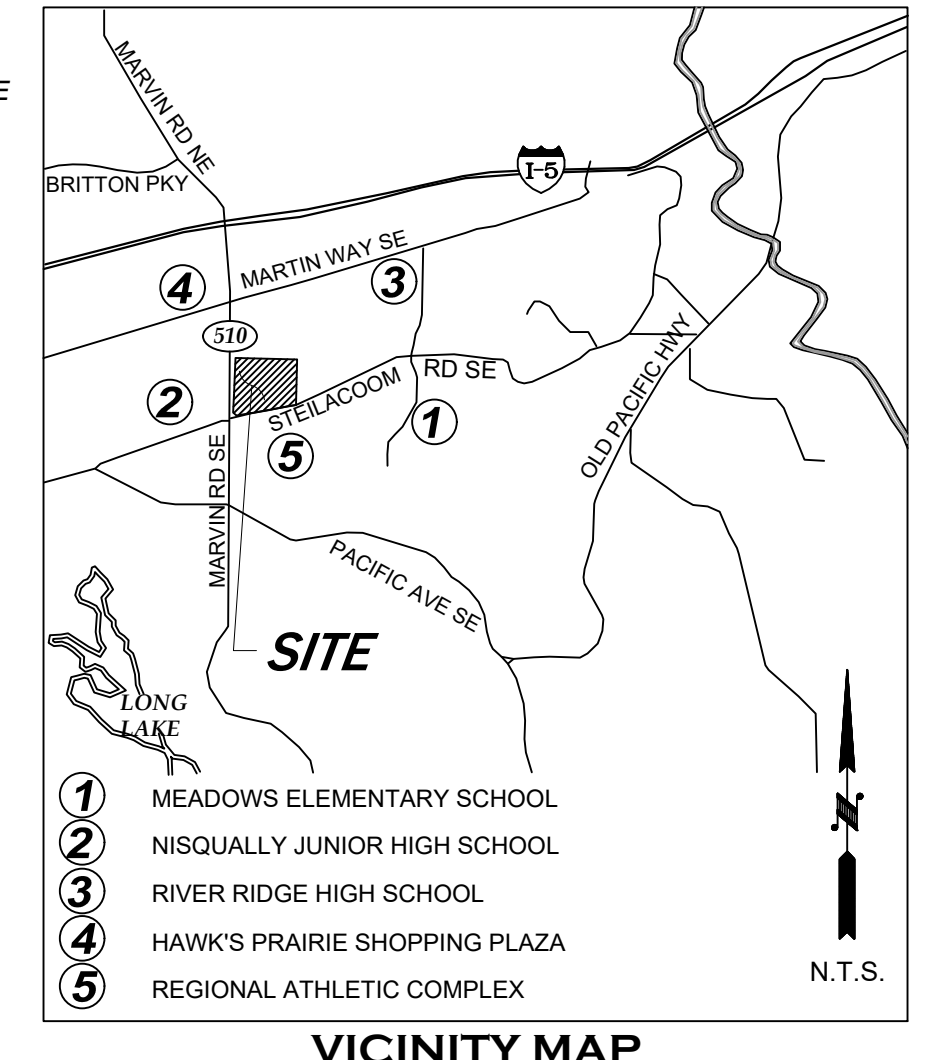 E
MARVIN RD NE
BRITTON PKY
I-5
MARTIN WAY SE
4
3
510
2
STEILACOOM RD SE
1
5
MARVIN RD SE
OLD PACIFIC HWY
PACIFIC AVE SE
SITE
LONG
LAKE
1 MEADOWS ELEMENTARY SCHOOL
2 NISQUALLY JUNIOR HIGH SCHOOL
3 RIVER RIDGE HIGH SCHOOL
4 HAWK'S PRAIRIE SHOPPING PLAZA
5 REGIONAL ATHLETIC COMPLEX
N
N.T.S.
VICINITY MAP